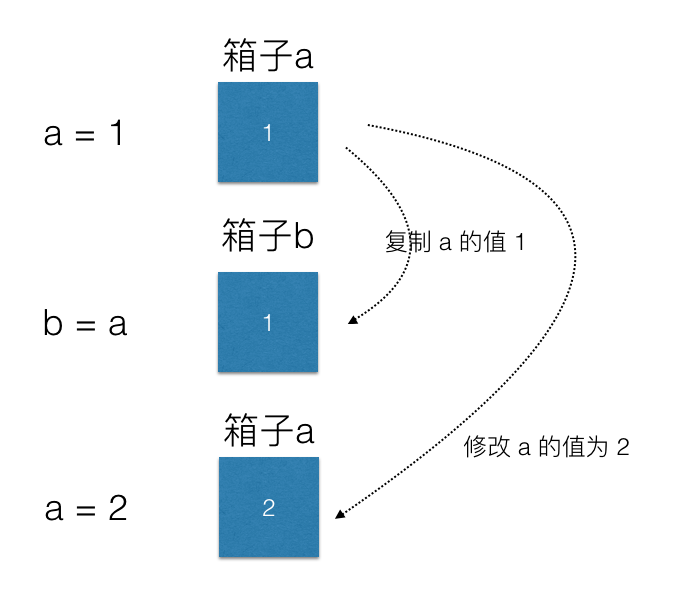 箱子a
a = 1
1
箱子b
复制 a 的值 1
b = a
1
箱子a
修改 a 的值为 2
a = 2
2